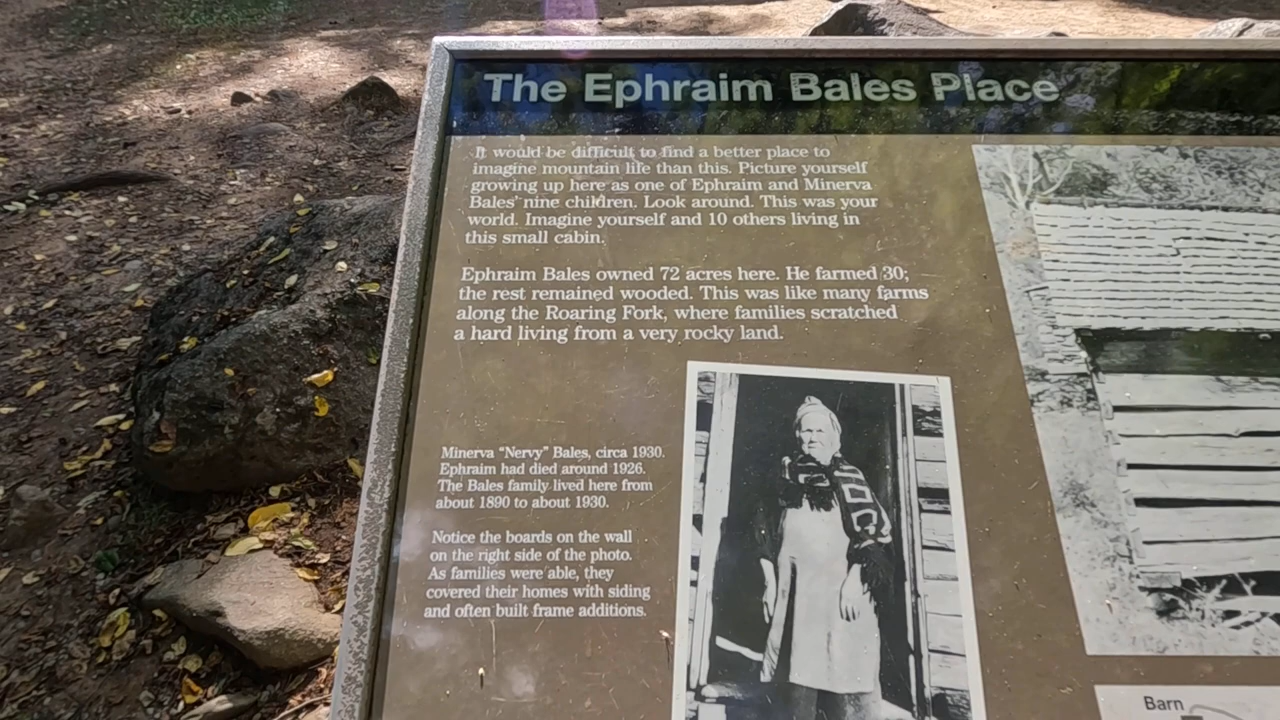 The Ephraim Bales Place
It would be difficult to find a better place to
imagine mountain life than this. Picture yourself
growing up here as one of Ephraim and Minerva
Bales' nine children. Look around. This was your
world. Imagine yourself and 10 others living in
this small cabin.
Ephraim Bales owned 72 acres here. He farmed 30;
the rest remained wooded. This was like many farms
along the Roaring Fork, where families scratched
a hard living from a very rocky land.
Minerva “Nervy” Bales, circa 1930.
Ephraim had died around 1926.
The Bales family lived here from
about 1890 to about 1930.
Notice the boards on the wall
on the right side of the photo.
As families were able, they
covered their homes with siding
and often built frame additions.
Barn